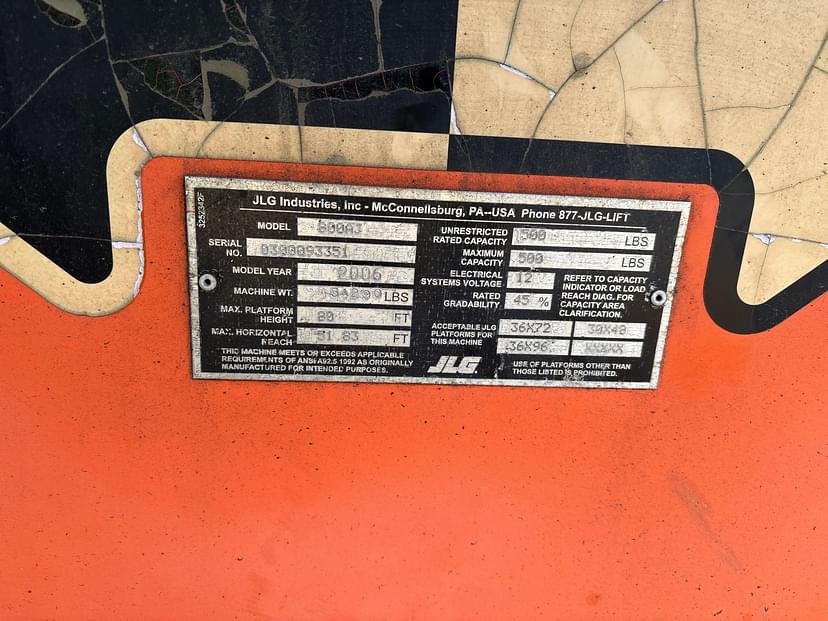 3252342F
JLG Industries, Inc - McConnellsburg, PA--USA Phone 877-JLG-LIFT
MODEL 800AJ
SERIAL NO. 0300093351
MODEL YEAR 2006
MACHINE WT. LBS
MAX. PLATFORM HEIGHT 80 FT
MAX. HORIZONTAL REACH 51.83 FT
THIS MACHINE MEETS OR EXCEEDS APPLICABLE
REQUIREMENTS OF ANSI A92.5 1992 AS ORIGINALLY
MANUFACTURED FOR INTENDED PURPOSES.
UNRESTRICTED RATED CAPACITY 500 LBS
MAXIMUM CAPACITY 500 LBS
ELECTRICAL SYSTEMS VOLTAGE 12
RATED GRADABILITY 45 %
REFER TO CAPACITY
INDICATOR OR LOAD
REACH DIAG. FOR
CAPACITY AREA
CLARIFICATION.
ACCEPTABLE JLG
PLATFORMS FOR
THIS MACHINE
36X72 30X48
36X96 XXXXX
JLG
USE OF PLATFORMS OTHER THAN
THOSE LISTED IS PROHIBITED.